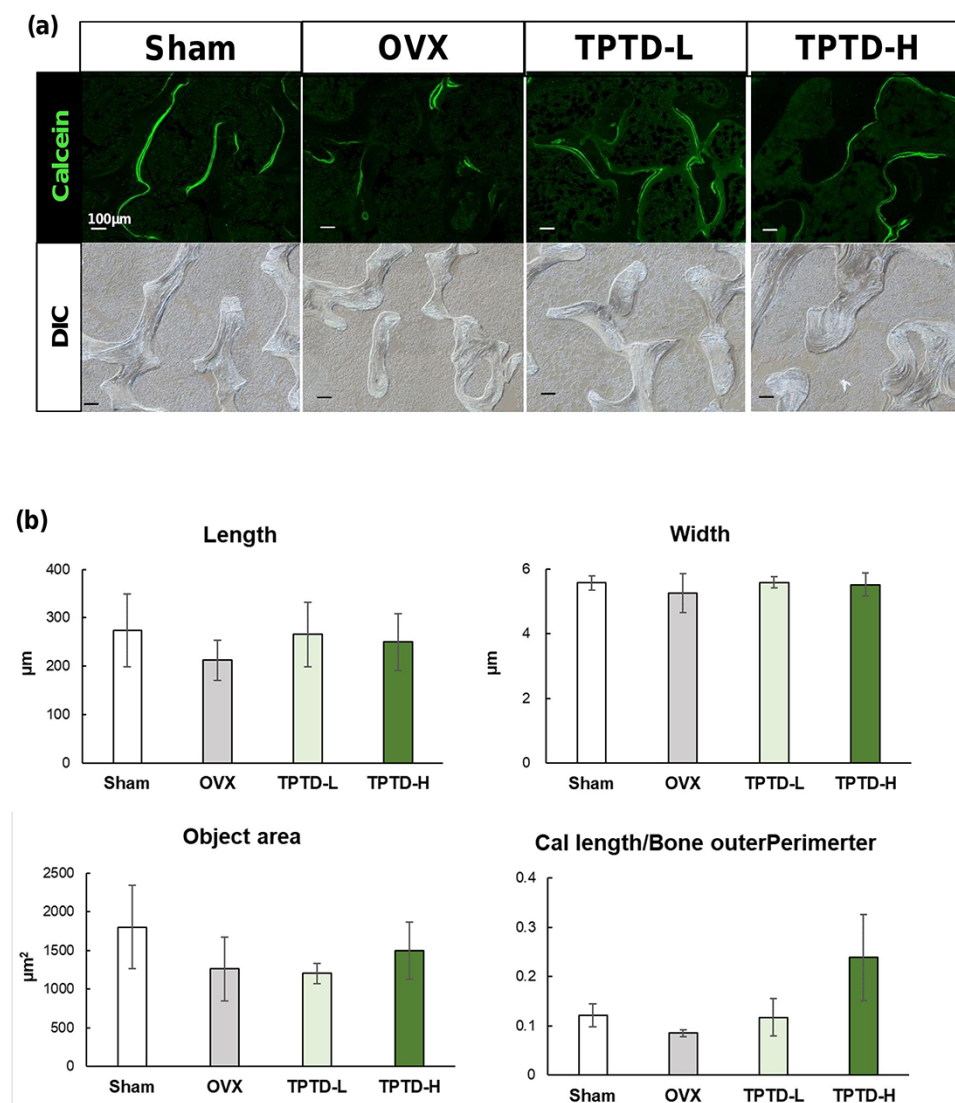 (a)
Sham OVX TPTD-L TPTD-H
Calcein
100µm
DIC
(b)
Length
400
300
200
100
0
µm
Sham OVX TPTD-L TPTD-H
Width
6
4
2
0
µm
Sham OVX TPTD-L TPTD-H
Object area
2500
2000
1500
1000
500
0
µm²
Sham OVX TPTD-L TPTD-H
Cal length/Bone outerPerimerter
0.4
0.3
0.2
0.1
0
Sham OVX TPTD-L TPTD-H